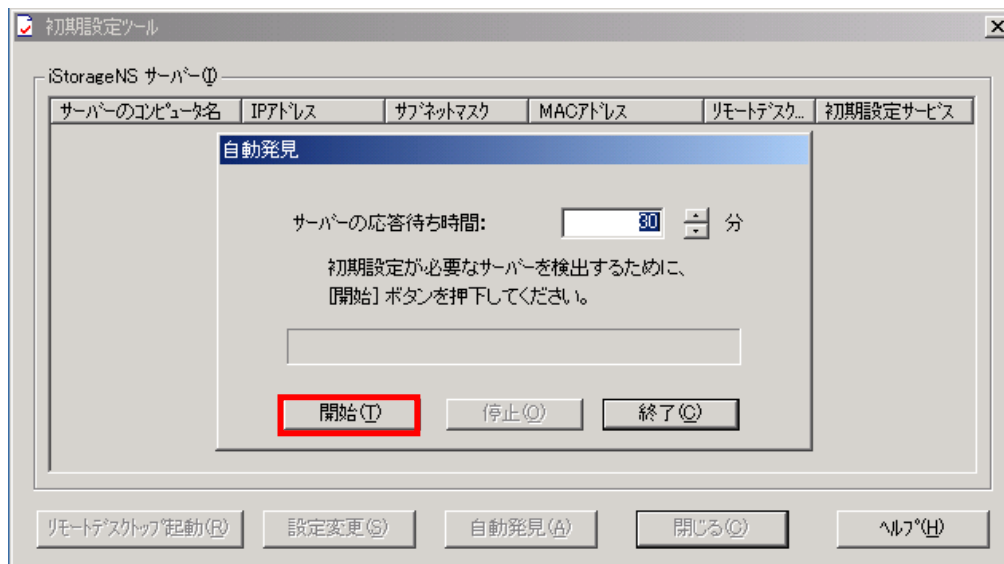 初期設定ツール
iStorageNS サーバー(I)
サーバーのコンピュータ名 IPアドレス サブネットマスク MACアドレス リモートデスク... 初期設定サービス
自動発見
サーバーの応答待ち時間: 30 分
初期設定が必要なサーバーを検出するために、
[開始] ボタンを押下してください。
開始(T) 停止(O) 終了(C)
リモートデスクトップ起動(R) 設定変更(S) 自動発見(A) 閉じる(C) ヘルプ(H)